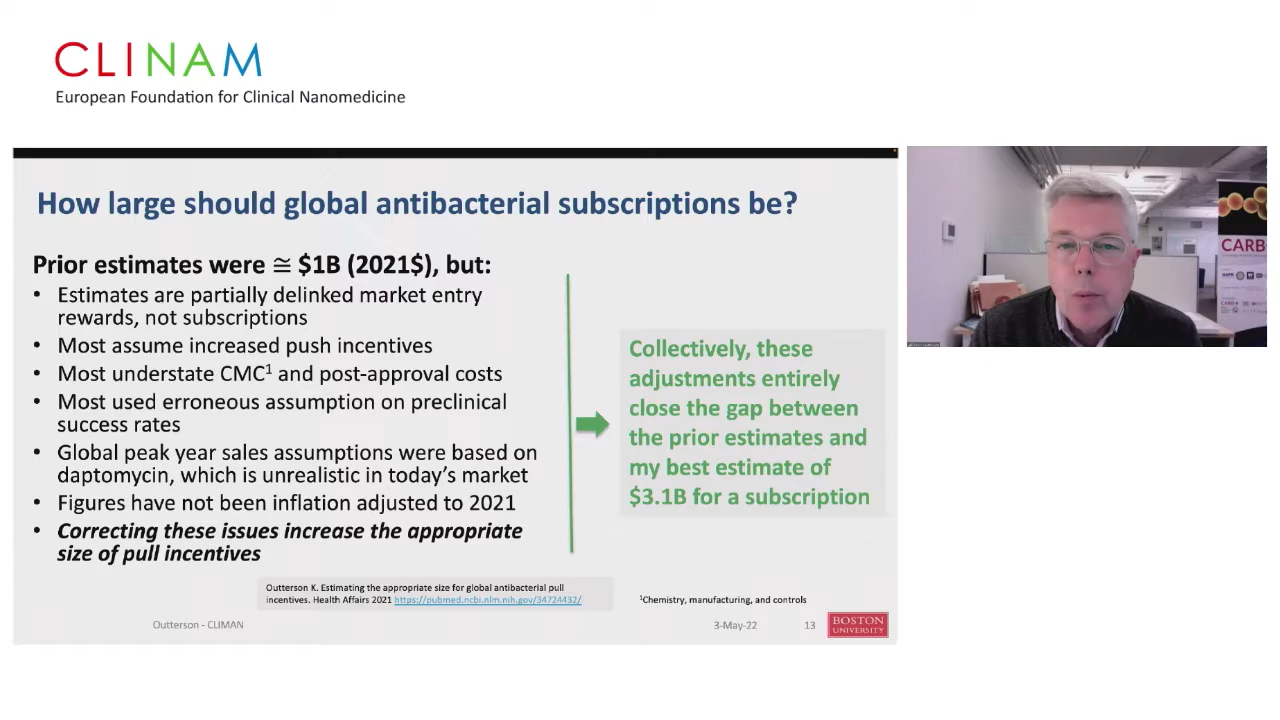 CLINAM
European Foundation for Clinical Nanomedicine
How large should global antibacterial subscriptions be?
Prior estimates were ≅ $1B (2021$), but:
• Estimates are partially delinked market entry
rewards, not subscriptions
• Most assume increased push incentives
• Most understate CMC¹ and post-approval costs
• Most used erroneous assumption on preclinical
success rates
• Global peak year sales assumptions were based on
daptomycin, which is unrealistic in today's market
• Figures have not been inflation adjusted to 2021
• Correcting these issues increase the appropriate
size of pull incentives
Collectively, these
adjustments entirely
close the gap between
the prior estimates and
my best estimate of
$3.1B for a subscription
Outterson K. Estimating the appropriate size for global antibacterial pull
incentives. Health Affairs 2021 https://pubmed.ncbi.nlm.nih.gov/34724432/
¹Chemistry, manufacturing, and controls
Outterson - CLIMAN
3-May-22
13
BOSTON
UNIVERSITY
CARB